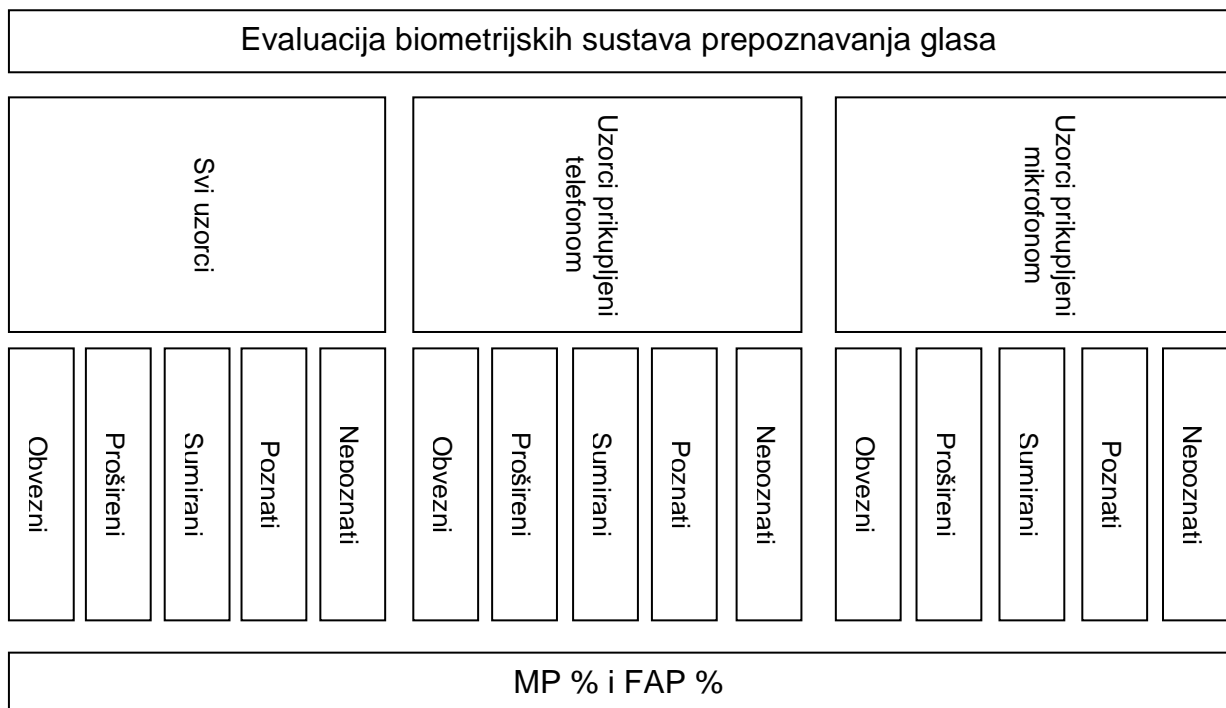 Evaluacija biometrijskih sustava prepoznavanja glasa
Svi uzorci
Uzorci prikupljeni
telefonom
Uzorci prikupljeni
mikrofonom
Obvezni
Prošireni
Sumirani
Poznati
Nepoznati
Obvezni
Prošireni
Sumirani
Poznati
Nepoznati
Obvezni
Prošireni
Sumirani
Poznati
Nepoznati
MP % i FAP %